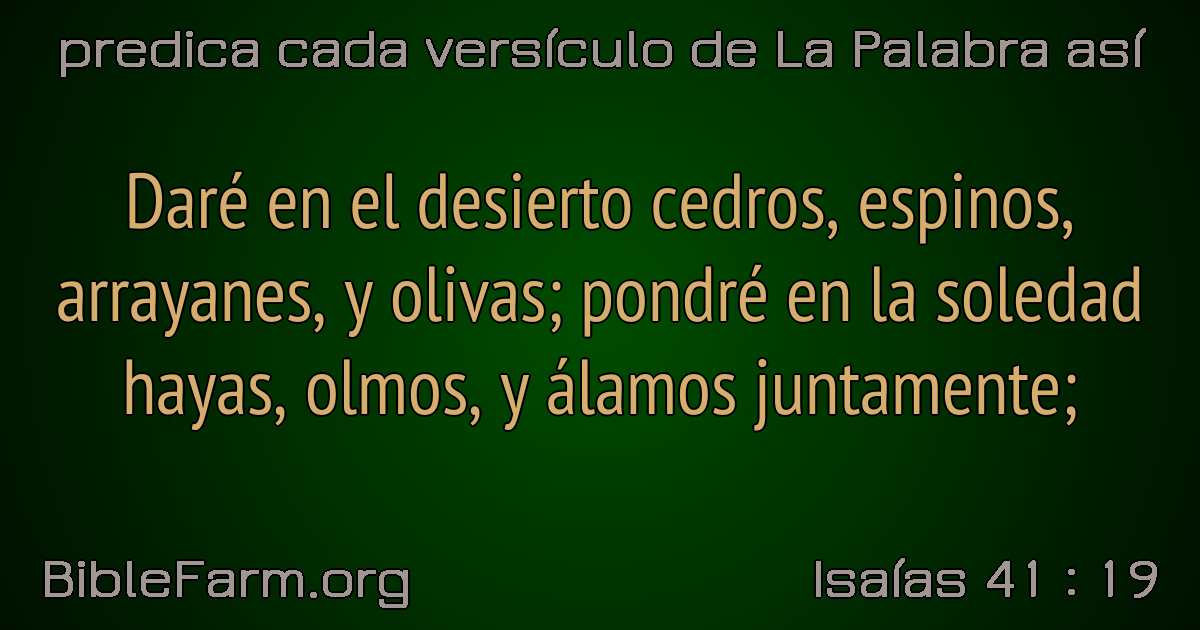 predica cada versículo de La Palabra así
Daré en el desierto cedros, espinos,
arrayanes, y olivas; pondré en la soledad
hayas, olmos, y álamos juntamente;
BibleFarm.org
Isaías 41 : 19